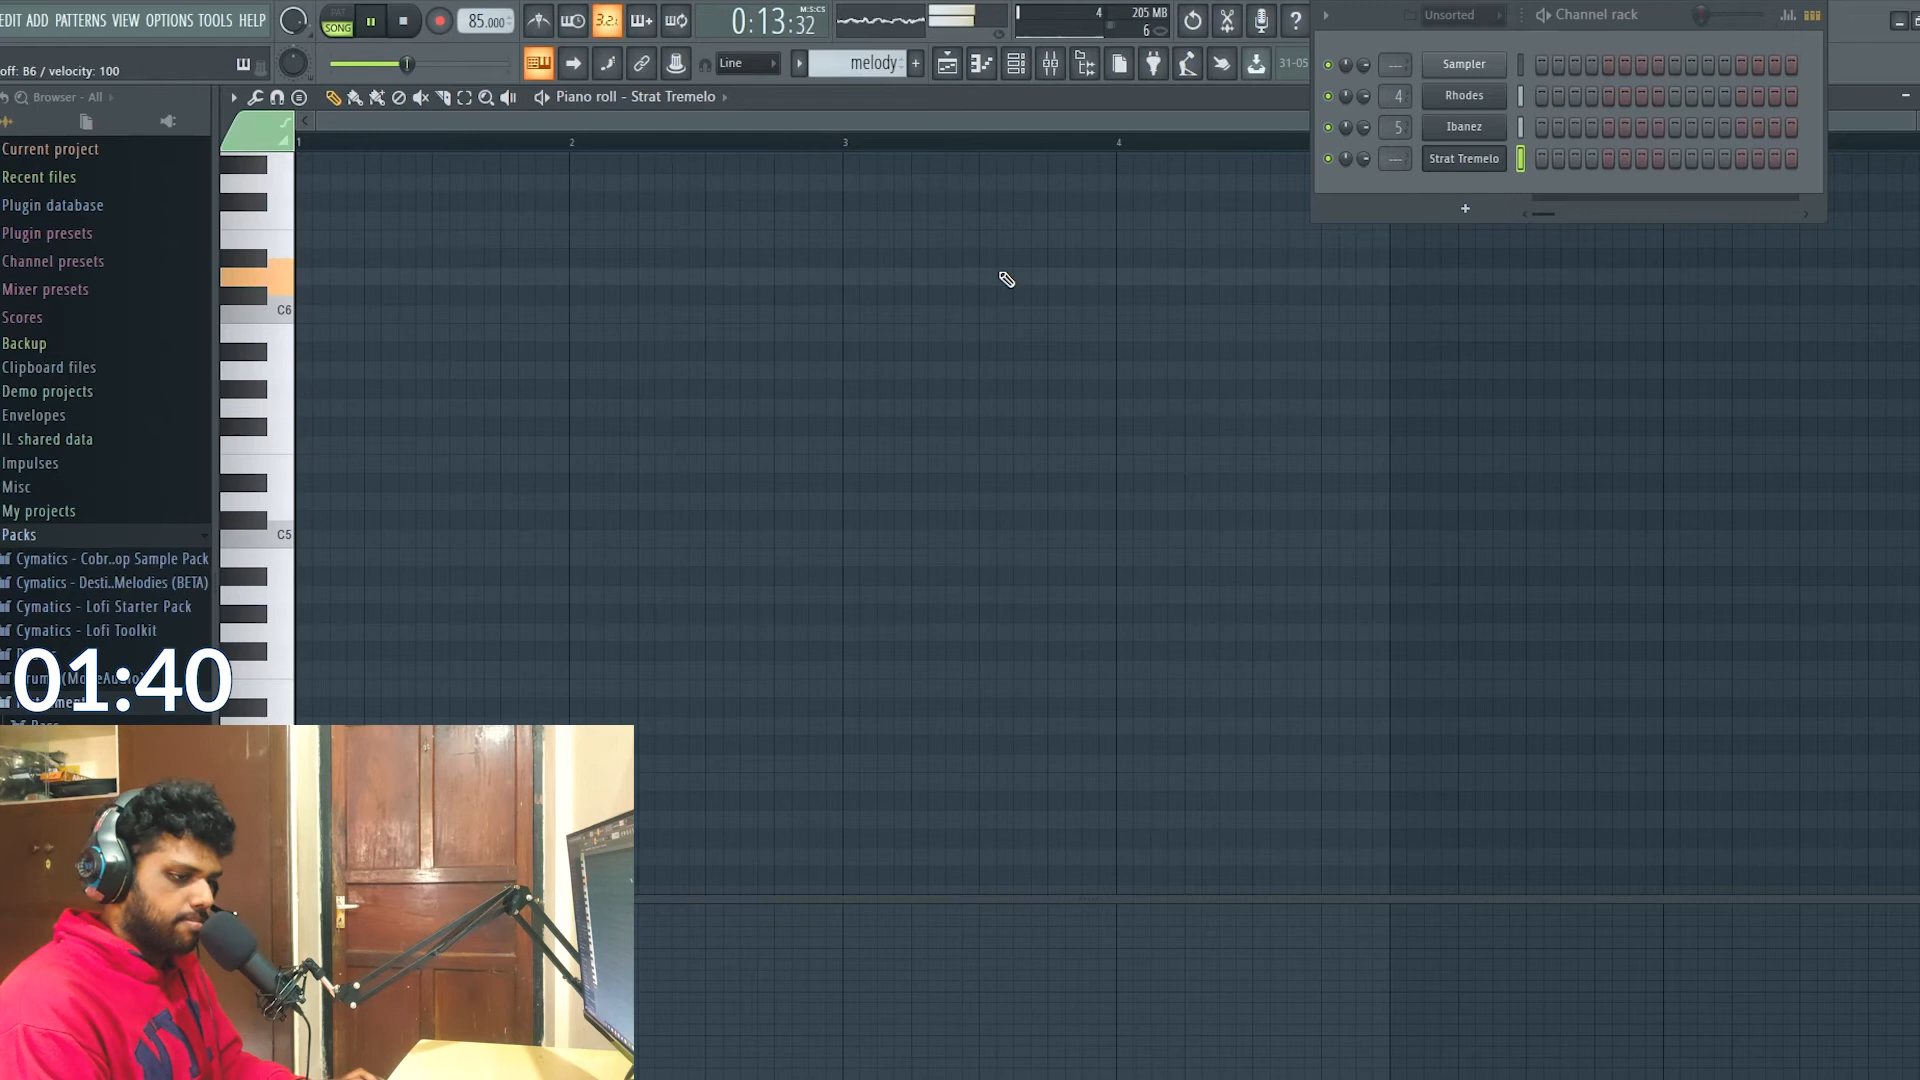 EDIT ADD PATTERNS VIEW OPTIONS TOOLS HELP
PAT
SONG
85.000
3.2.
0:13:32
M:S:CS
4
205 MB
6
off: B6 / velocity: 100
Line
melody
31-05
Browser - All
Piano roll - Strat Tremelo
Unsorted
Channel rack
Sampler
4
Rhodes
5
Ibanez
Strat Tremelo
+
1
2
3
4
C6
C5
Current project
Recent files
Plugin database
Plugin presets
Channel presets
Mixer presets
Scores
Backup
Clipboard files
Demo projects
Envelopes
IL shared data
Impulses
Misc
My projects
Packs
Cymatics - Cobr..op Sample Pack
Cymatics - Desti..Melodies (BETA)
Cymatics - Lofi Starter Pack
Cymatics - Lofi Toolkit
01:40